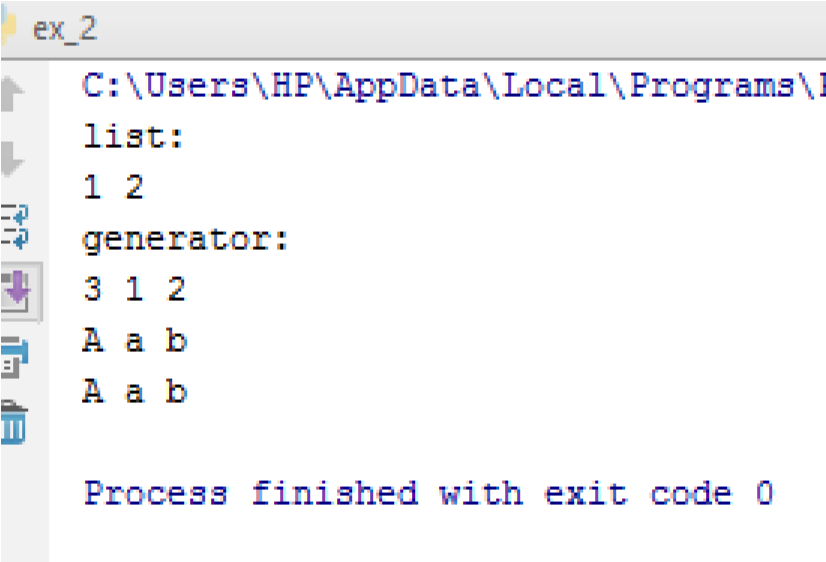 ex_2
C:\Users\HP\AppData\Local\Programs\
list:
1 2
generator:
3 1 2
A a b
A a b
Process finished with exit code 0